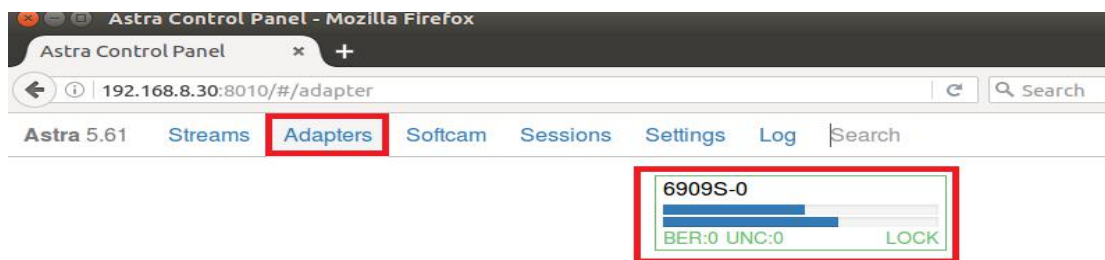 Astra Control Panel - Mozilla Firefox
Astra Control Panel
192.168.8.30:8010/#/adapter
Search
Astra 5.61 Streams Adapters Softcam Sessions Settings Log Search
6909S-0
BER:0 UNC:0 LOCK